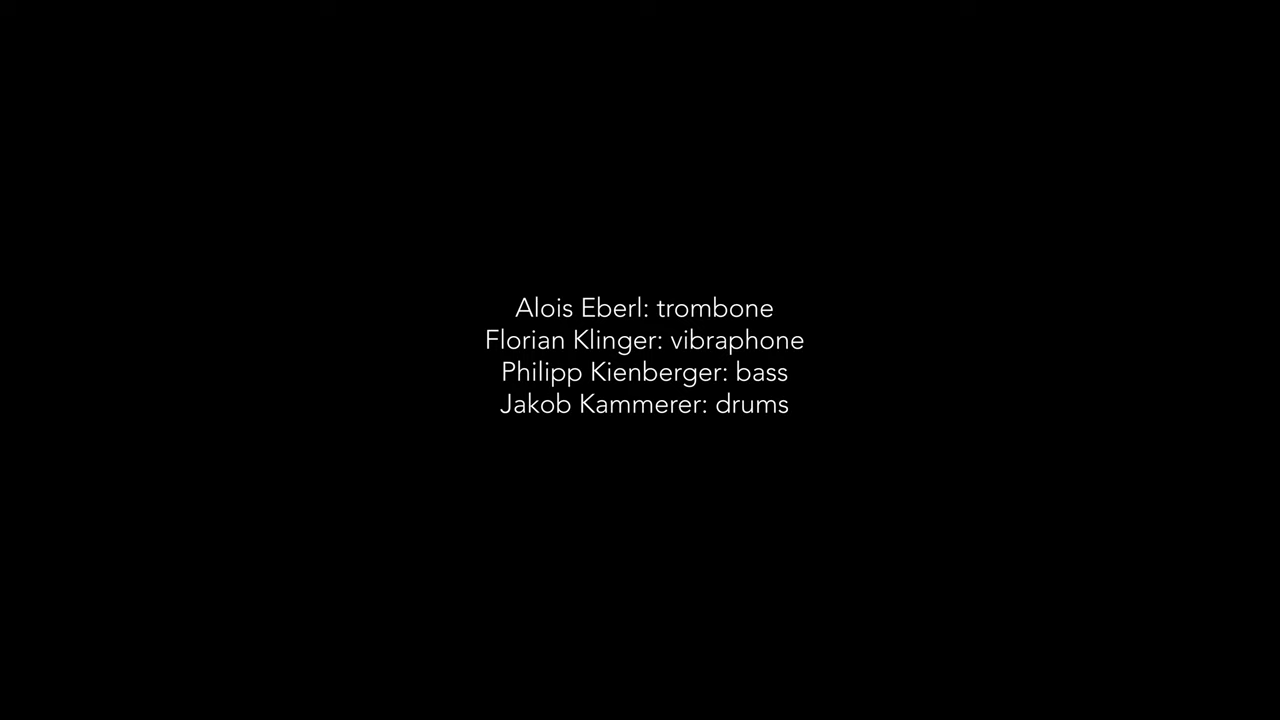 Alois Eberl: trombone
Florian Klinger: vibraphone
Philipp Kienberger: bass
Jakob Kammerer: drums